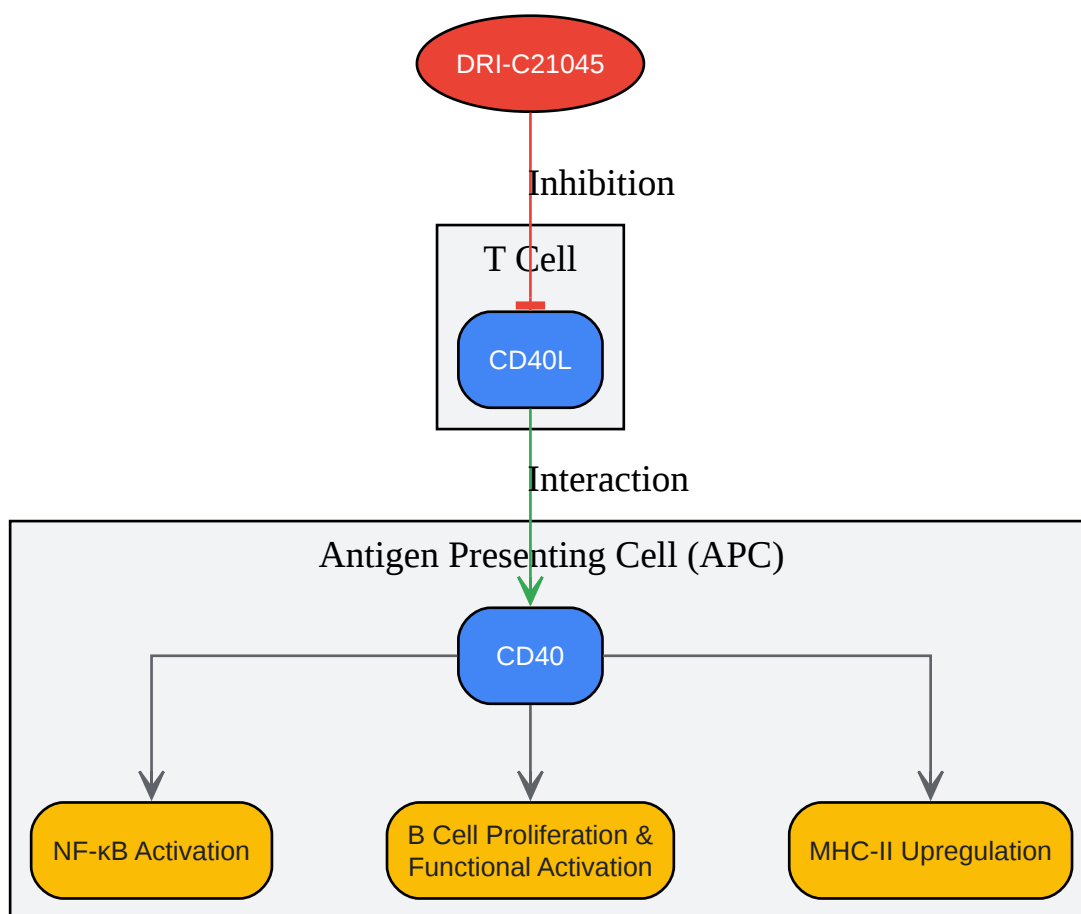 DRI-C21045
Inhibition
T Cell
CD40L
Interaction
Antigen Presenting Cell (APC)
CD40
NF-κB Activation
B Cell Proliferation &
Functional Activation
MHC-II Upregulation